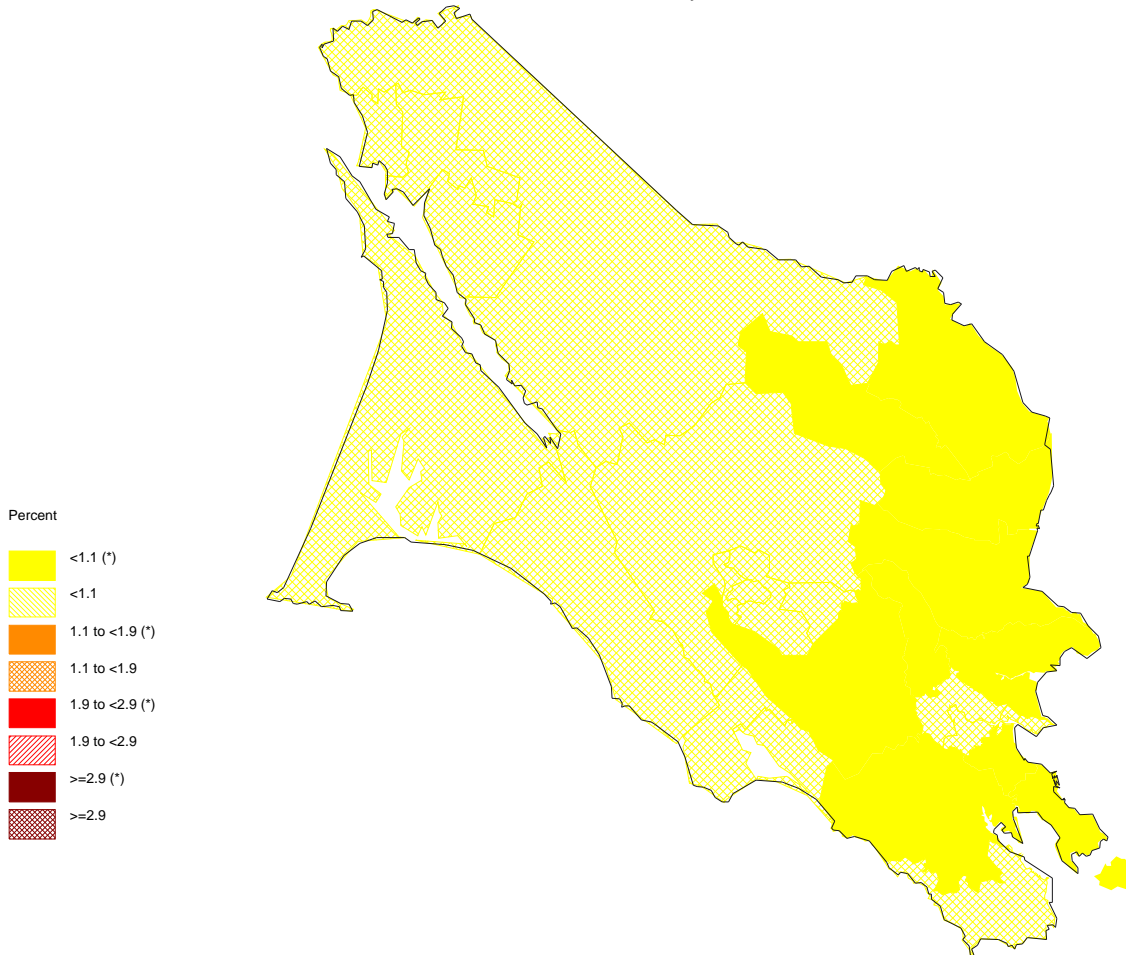 Percent
<1.1 (*)
<1.1
1.1 to <1.9 (*)
1.1 to <1.9
1.9 to <2.9 (*)
1.9 to <2.9
>=2.9 (*)
>=2.9